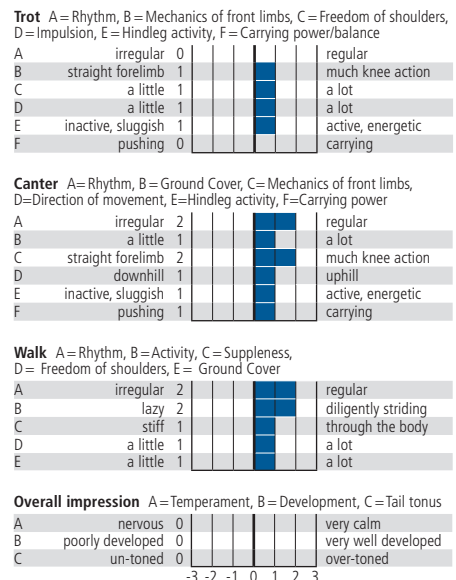 Trot A=Rhythm, B=Mechanics of front limbs, C=Freedom of shoulders,
D=Impulsion, E=Hindleg activity, F=Carrying power/balance
A irregular 0 regular
B straight forelimb 1 much knee action
C a little 1 a lot
D a little 1 a lot
E inactive, sluggish 1 active, energetic
F pushing 0 carrying
Canter A=Rhythm, B=Ground Cover, C=Mechanics of front limbs,
D=Direction of movement, E=Hindleg activity, F=Carrying power
A irregular 2 regular
B a little 1 a lot
C straight forelimb 2 much knee action
D downhill 1 uphill
E inactive, sluggish 1 active, energetic
F pushing 1 carrying
Walk A=Rhythm, B=Activity, C=Suppleness,
D= Freedom of shoulders, E= Ground Cover
A irregular 2 regular
B lazy 2 diligently striding
C stiff 1 through the body
D a little 1 a lot
E a little 1 a lot
Overall impression A=Temperament, B=Development, C=Tail tonus
A nervous 0 very calm
B poorly developed 0 very well developed
C un-toned 0 over-toned
-3 -2 -1 0 1 2 3